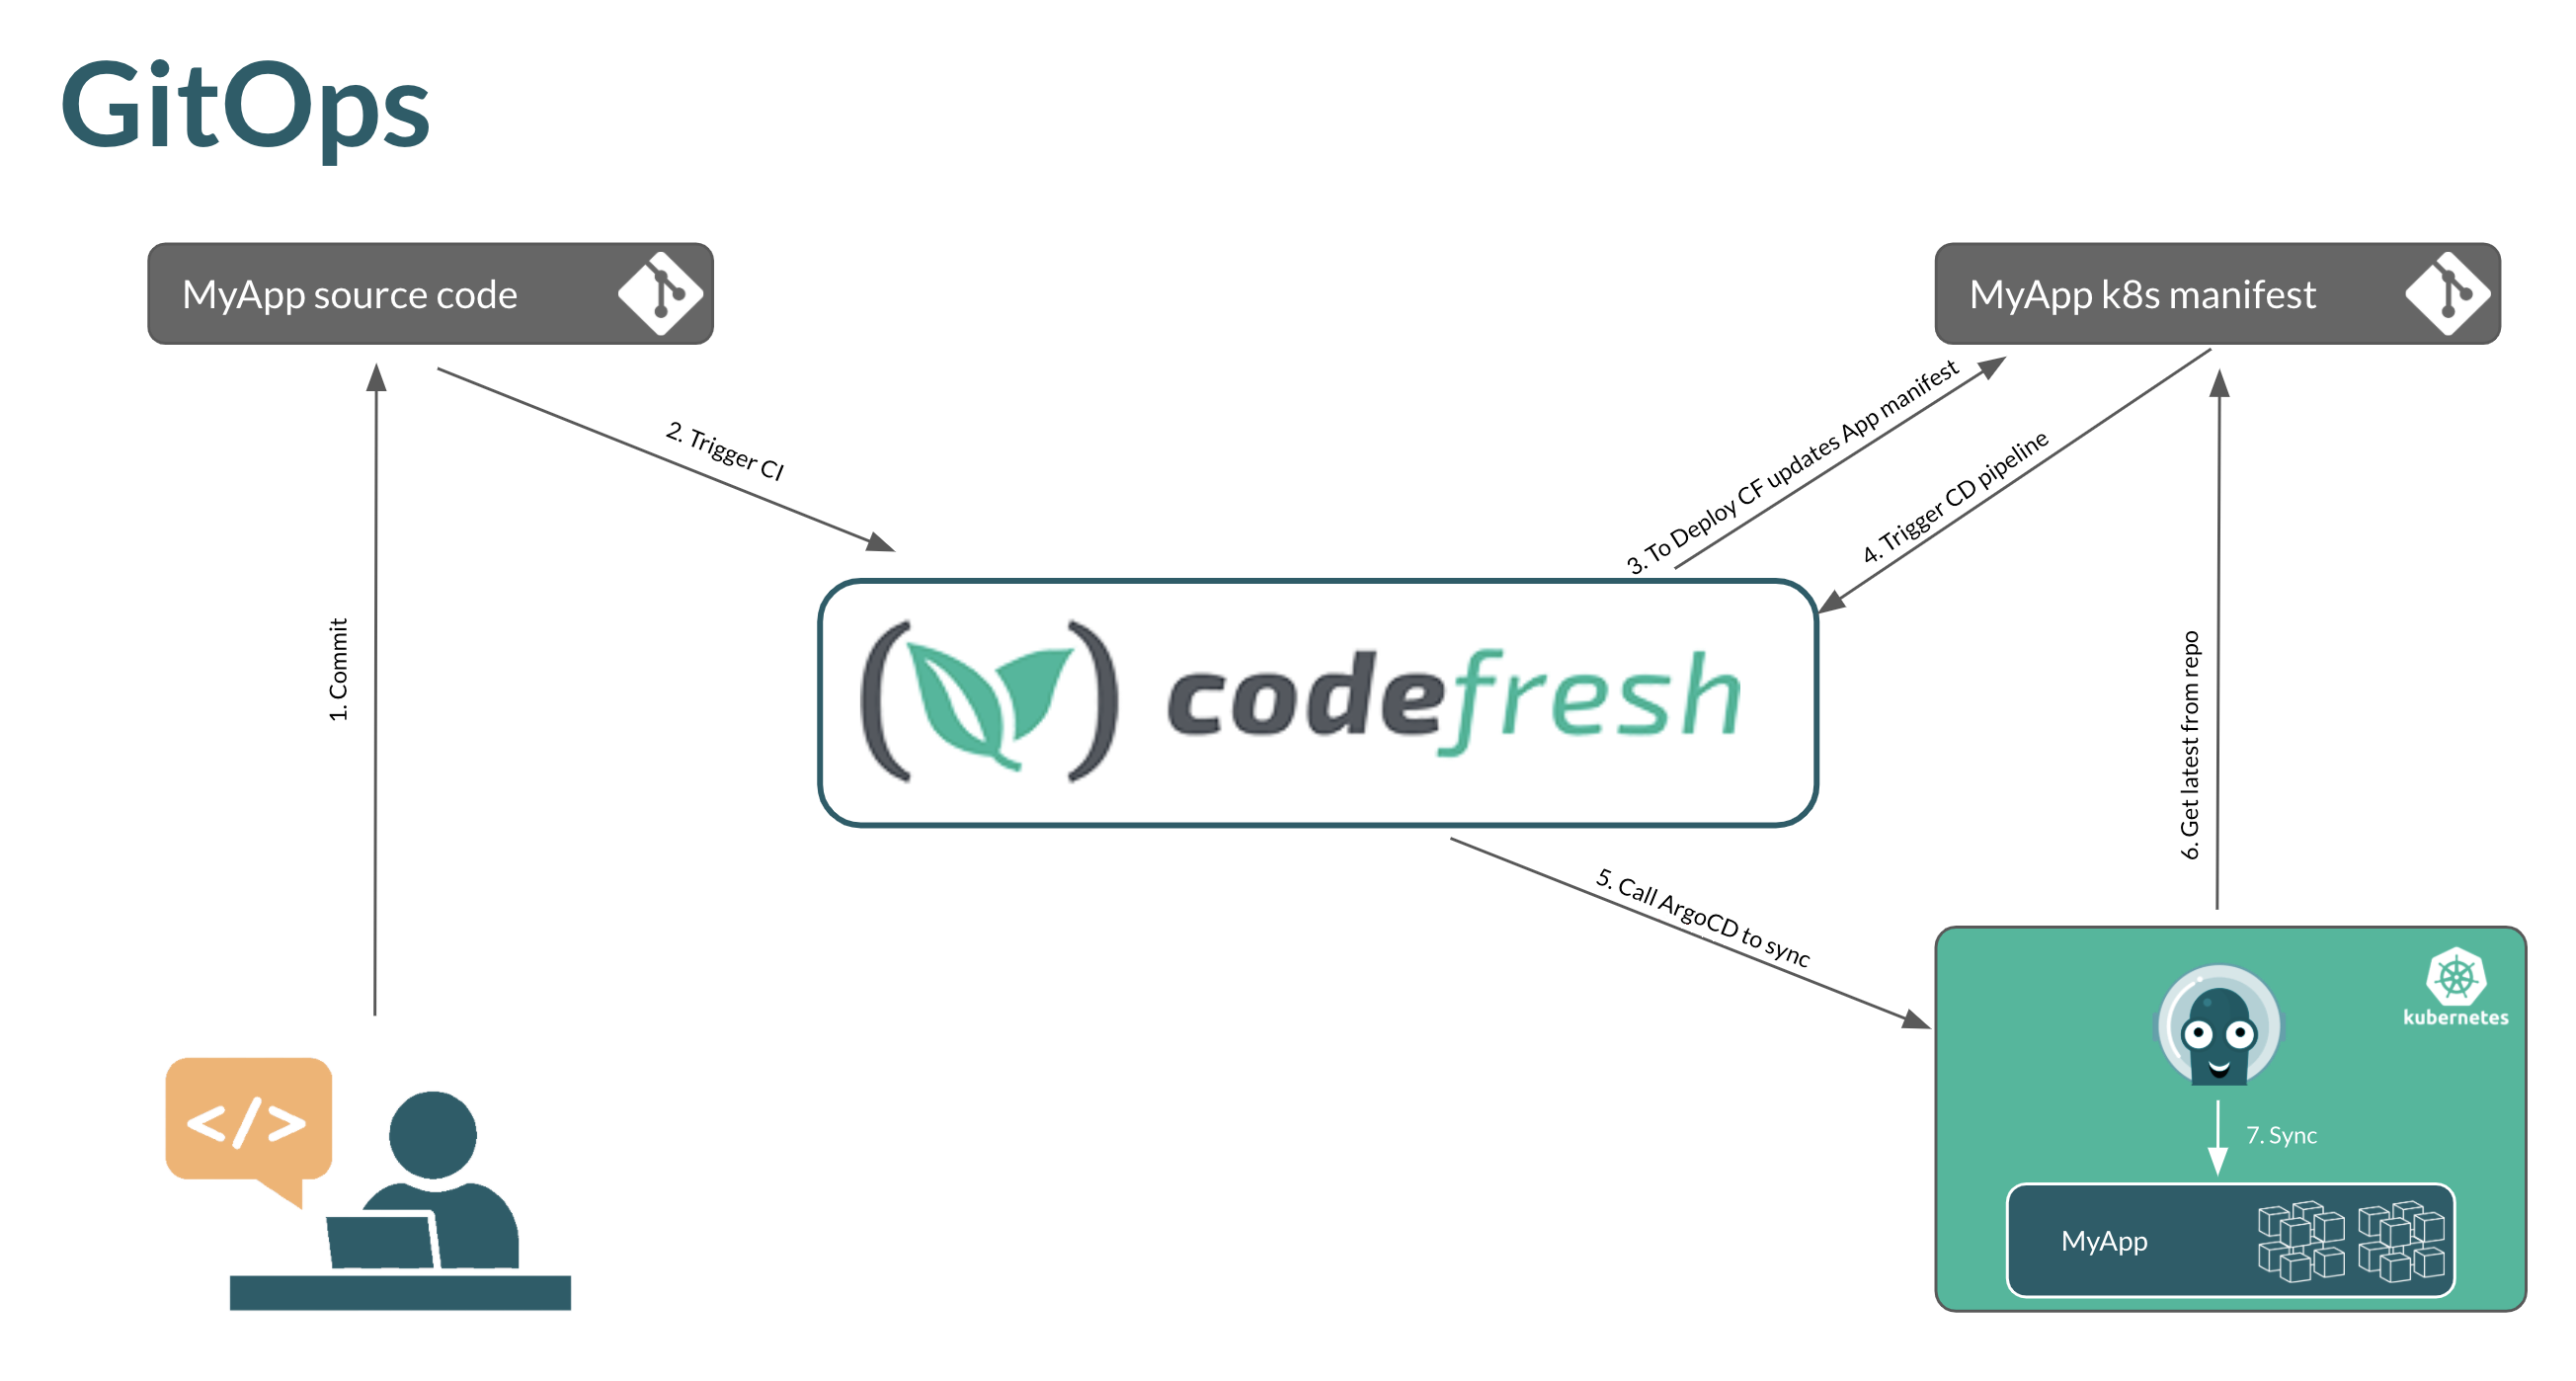 GitOps
MyApp source code
MyApp k8s manifest
2. Trigger CI
3. To Deploy CF updates App manifest
4. Trigger CD pipeline
1. Commit
codefresh
6. Get latest from repo
5. Call ArgoCD to sync
kubernetes
</>
7. Sync
MyApp